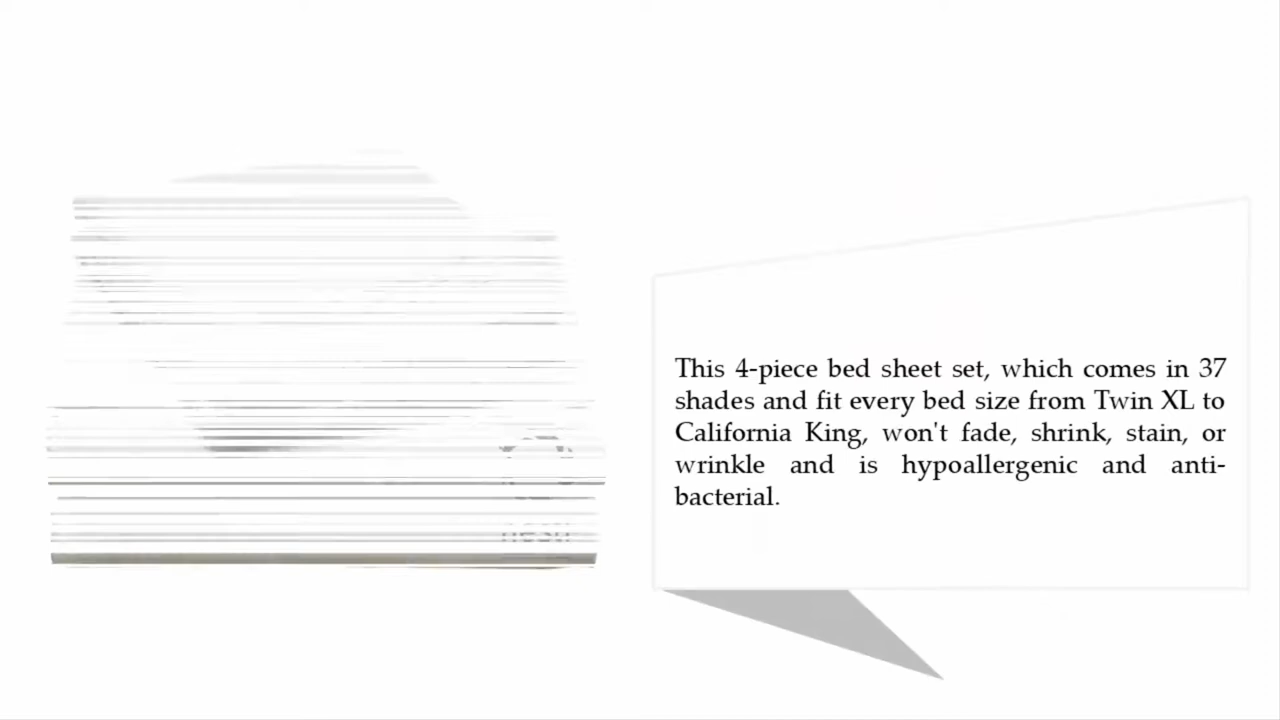 This 4-piece bed sheet set, which comes in 37
shades and fit every bed size from Twin XL to
California King, won't fade, shrink, stain, or
wrinkle and is hypoallergenic and anti-
bacterial.